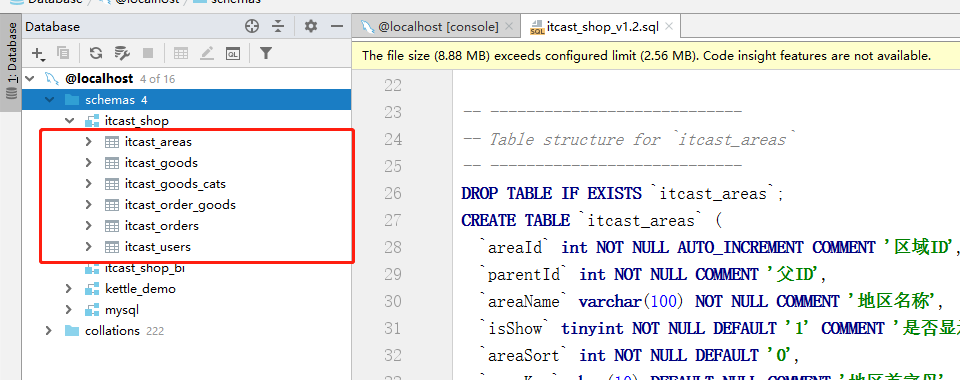 Database
schemas
1: Database
Database
@localhost 4 of 16
schemas 4
itcast_shop
itcast_areas
itcast_goods
itcast_goods_cats
itcast_order_goods
itcast_orders
itcast_users
itcast_shop_bi
kettle_demo
mysql
collations 222
@localhost [console]
itcast_shop_v1.2.sql
The file size (8.88 MB) exceeds configured limit (2.56 MB). Code insight features are not available.
22
23 -- ----------------------------
24 -- Table structure for `itcast_areas`
25 -- ----------------------------
26 DROP TABLE IF EXISTS `itcast_areas`;
27 CREATE TABLE `itcast_areas` (
28 `areaId` int NOT NULL AUTO_INCREMENT COMMENT '区域ID',
29 `parentId` int NOT NULL COMMENT '父ID',
30 `areaName` varchar(100) NOT NULL COMMENT '地区名称',
31 `isShow` tinyint NOT NULL DEFAULT '1' COMMENT '是否显
32 `areaSort` int NOT NULL DEFAULT '0',